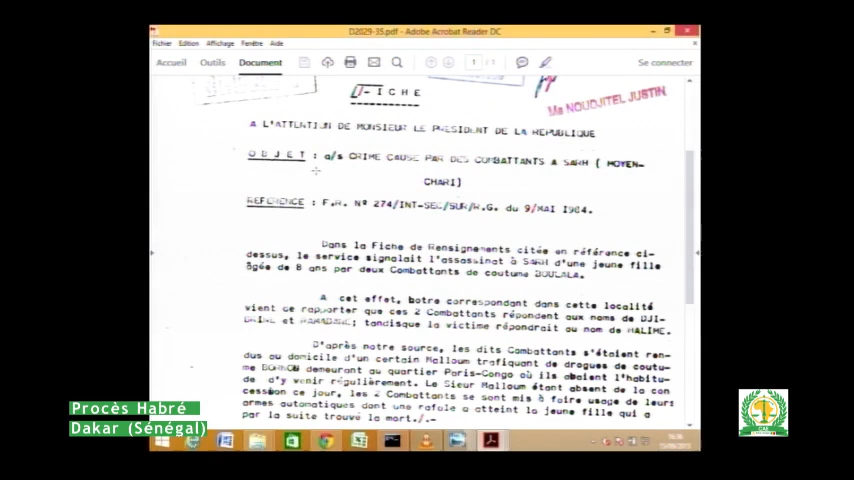 D2029-35.pdf - Adobe Acrobat Reader DC
Fichier Edition Affichage Fenêtre Aide
Accueil Outils Document 1 / 1 Se connecter
FICHE
Me NOUDJITEL JUSTIN
A L'ATTENTION DE MONSIEUR LE PRESIDENT DE LA REPUBLIQUE
OBJET : a/s CRIME CAUSE PAR DES COMBATTANTS A SARH ( MOYEN-
CHARI)
REFERENCE : F.R. Nº 274/INT-SEC/SUR/R.G. du 9/MAI 1984.
Dans la Fiche de Renseignements citée en référence ci-
dessus, le service signalait l'assassinat à SARH d'une jeune fille
âgée de 8 ans par deux Combattants de coutume BOULALA.
A cet effet, botre correspondant dans cette localité
vient de rapporter que ces 2 Combattants répondent aux noms de DJI-
BRINE et RAMADANE; tandisque la victime répondrait au nom de HALIME.
D'après notre source, les dits Combattants s'étaient ren-
dus au domicile d'un certain Malloum trafiquant de drogues de coutu-
me BORNOU demeurant au quartier Paris-Congo où ils abaient l'habitu-
de d'y venir régulièrement. Le Sieur Malloum étant absent de la con
cession ce jour, les 2 Combattants se sont mis à faire usage de leurs
armes automatiques dont une rafale a atteint la jeune fille qui a
par la suite trouvé la mort./.-
Procès Habré
Dakar (Sénégal)